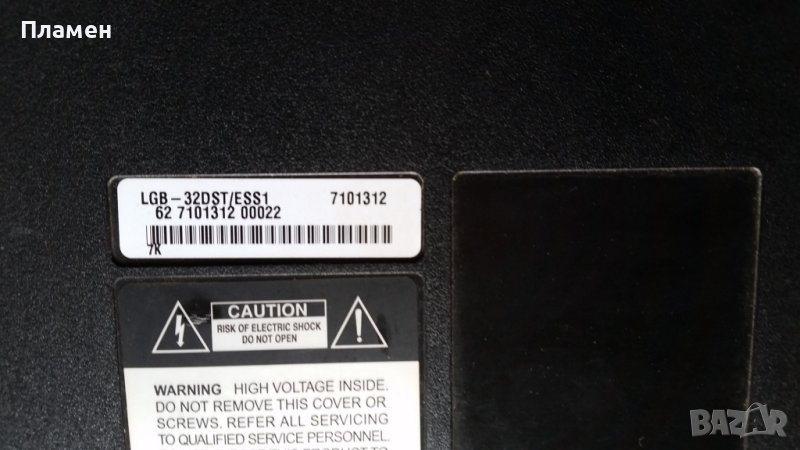 Пламен
LGB-32DST/ESS1 7101312
62 7101312 00022
7K
CAUTION
RISK OF ELECTRIC SHOCK
DO NOT OPEN
WARNING HIGH VOLTAGE INSIDE.
DO NOT REMOVE THIS COVER OR
SCREWS. REFER ALL SERVICING
TO QUALIFIED SERVICE PERSONNEL.
BAZAR